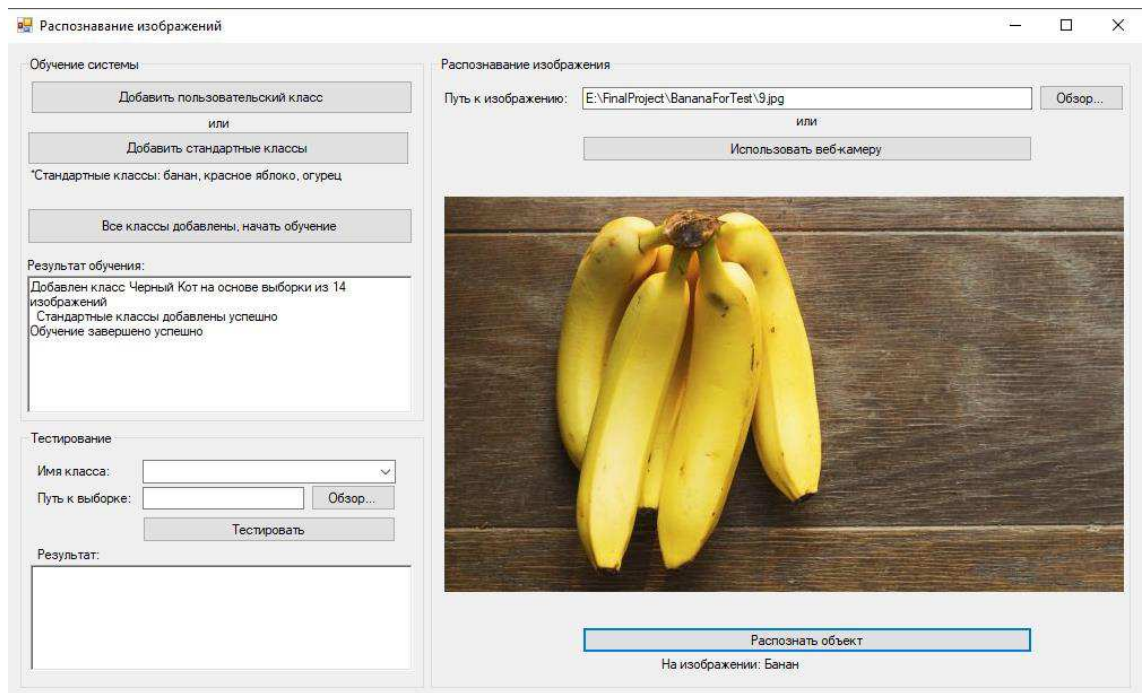 Распознавание изображений
Обучение системы
Добавить пользовательский класс
или
Добавить стандартные классы
*Стандартные классы: банан, красное яблоко, огурец
Все классы добавлены, начать обучение
Результат обучения:
Добавлен класс Черный Кот на основе выборки из 14
изображений
Стандартные классы добавлены успешно
Обучение завершено успешно
Тестирование
Имя класса:
Путь к выборке:
Обзор...
Тестировать
Результат:
Распознавание изображения
Путь к изображению: E:\FinalProject\BananaForTest\9.jpg Обзор...
или
Использовать веб-камеру
Распознать объект
На изображении: Банан